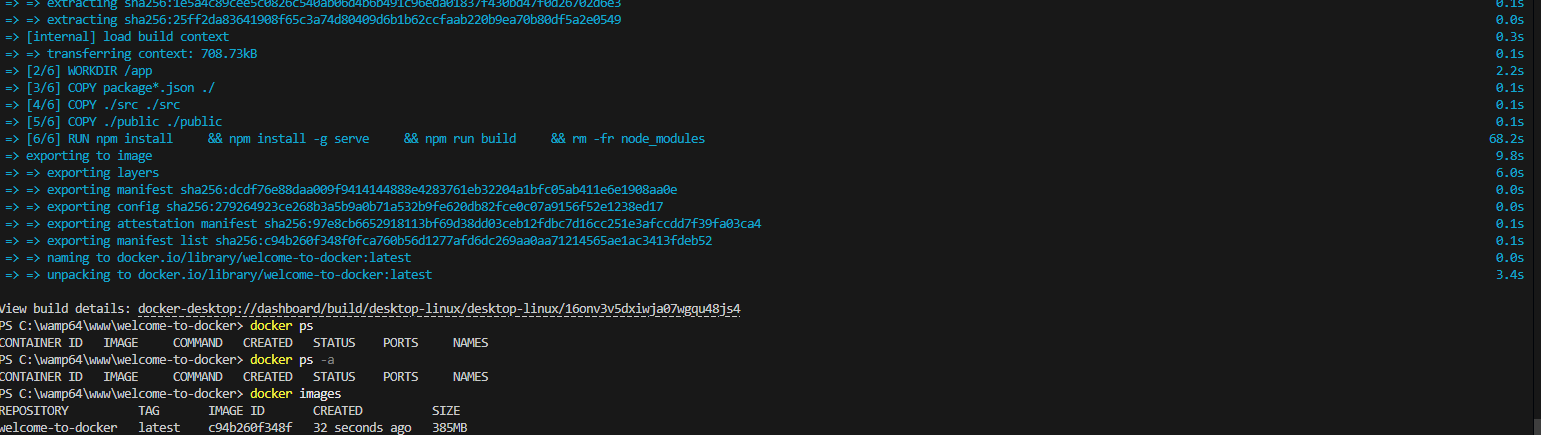 => => extracting sha256:1e5a4c89cee5c0826c540ab06d4b6b491c96eda01837f430bd47f0d26702d6e3 0.1s
=> => extracting sha256:25ff2da83641908f65c3a74d80409d6b1b62ccfaab220b9ea70b80df5a2e0549 0.0s
=> [internal] load build context 0.3s
=> => transferring context: 708.73kB 0.1s
=> [2/6] WORKDIR /app 2.2s
=> [3/6] COPY package*.json ./ 0.1s
=> [4/6] COPY ./src ./src 0.1s
=> [5/6] COPY ./public ./public 0.1s
=> [6/6] RUN npm install     && npm install -g serve     && npm run build     && rm -fr node_modules 68.2s
=> exporting to image 9.8s
=> => exporting layers 6.0s
=> => exporting manifest sha256:dcdf76e88daa009f9414144888e4283761eb32204a1bfc05ab411e6e1908aa0e 0.0s
=> => exporting config sha256:279264923ce268b3a5b9a0b71a532b9fe620db82fce0c07a9156f52e1238ed17 0.0s
=> => exporting attestation manifest sha256:97e8cb6652918113bf69d38dd03ceb12fdbc7d16cc251e3afccdd7f39fa03ca4 0.1s
=> => exporting manifest list sha256:c94b260f348f0fca760b56d1277afd6dc269aa0aa71214565ae1ac3413fdeb52 0.1s
=> => naming to docker.io/library/welcome-to-docker:latest 0.0s
=> => unpacking to docker.io/library/welcome-to-docker:latest 3.4s
View build details: docker-desktop://dashboard/build/desktop-linux/desktop-linux/16onv3v5dxiwja07wgqu48js4
PS C:\wamp64\www\welcome-to-docker> docker ps
CONTAINER ID   IMAGE     COMMAND   CREATED   STATUS    PORTS     NAMES
PS C:\wamp64\www\welcome-to-docker> docker ps -a
CONTAINER ID   IMAGE     COMMAND   CREATED   STATUS    PORTS     NAMES
PS C:\wamp64\www\welcome-to-docker> docker images
REPOSITORY          TAG       IMAGE ID       CREATED          SIZE
welcome-to-docker   latest    c94b260f348f   32 seconds ago   385MB